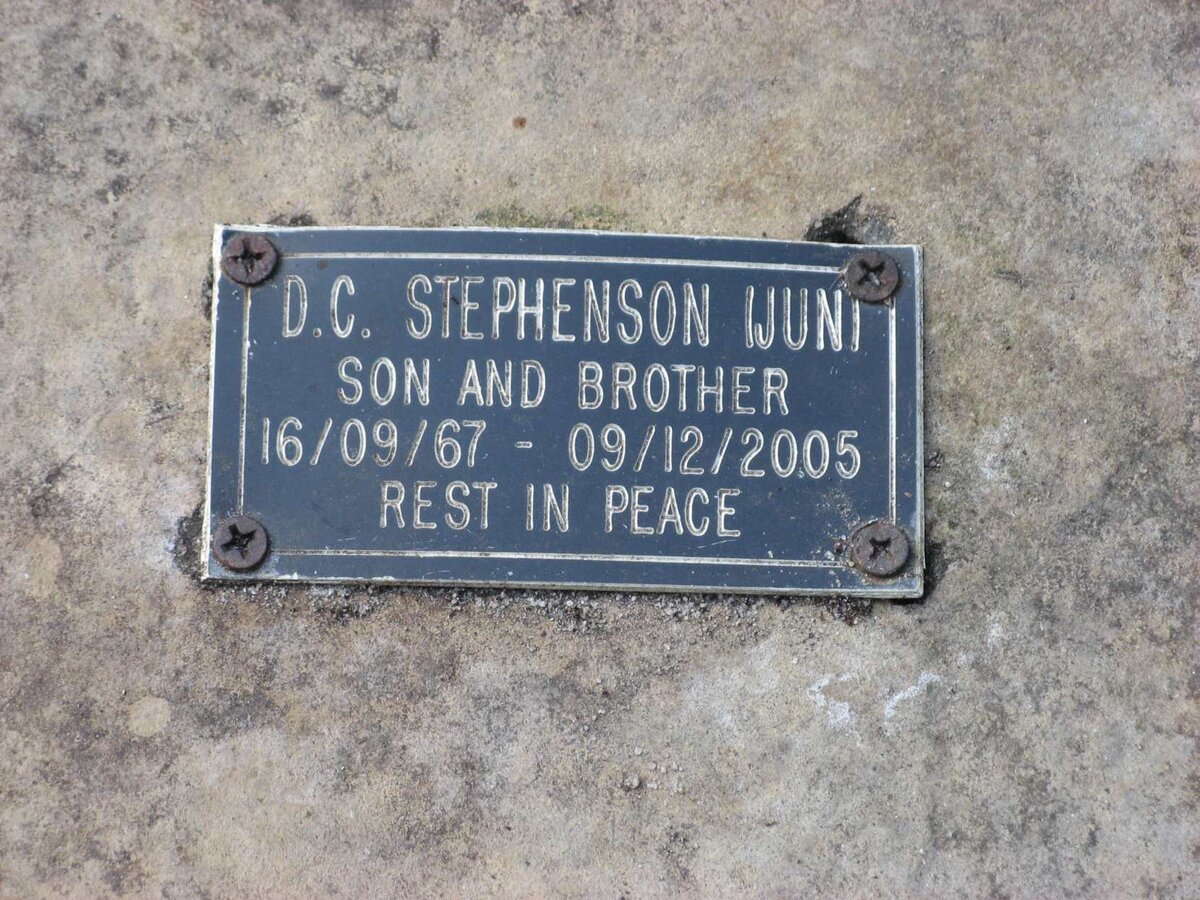 D.C. STEPHENSON (JUN)
SON AND BROTHER
16/09/67 - 09/12/2005
REST IN PEACE